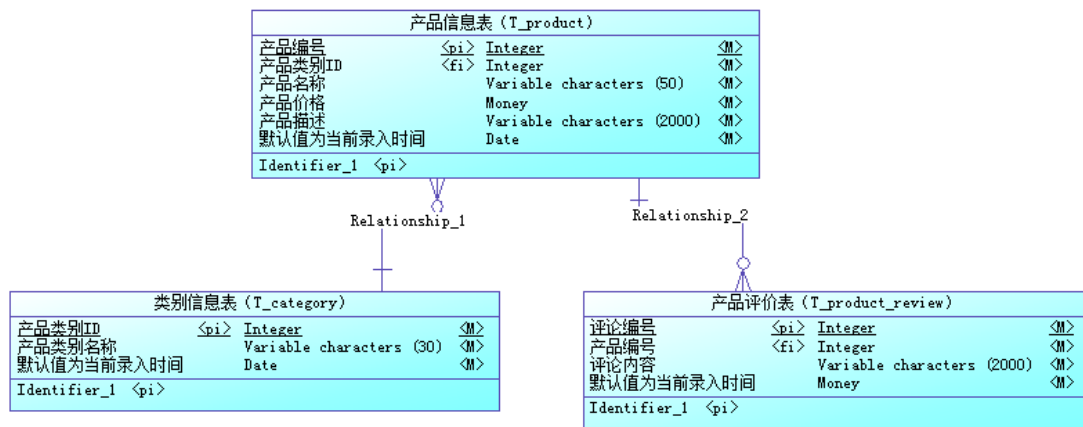 产品信息表 (T_product)
产品编号 <pi> Integer <M>
产品类别ID <fi> Integer <M>
产品名称 Variable characters (50) <M>
产品价格 Money <M>
产品描述 Variable characters (2000) <M>
默认值为当前录入时间 Date <M>
Identifier_1 <pi>
Relationship_1
Relationship_2
类别信息表 (T_category)
产品类别ID <pi> Integer <M>
产品类别名称 Variable characters (30) <M>
默认值为当前录入时间 Date <M>
Identifier_1 <pi>
产品评价表 (T_product_review)
评论编号 <pi> Integer <M>
产品编号 <fi> Integer <M>
评论内容 Variable characters (2000) <M>
默认值为当前录入时间 Money <M>
Identifier_1 <pi>